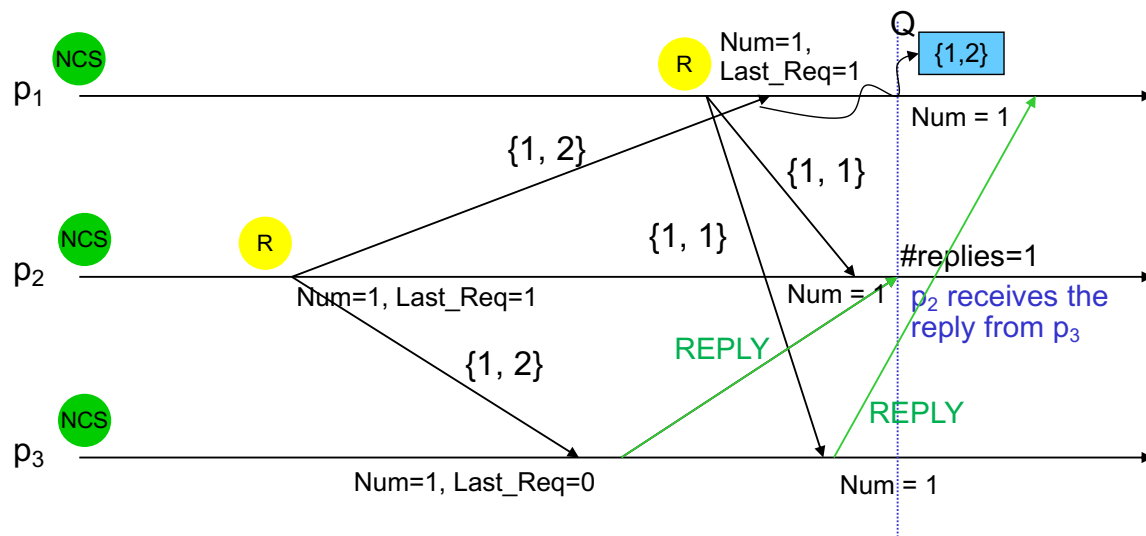 Q
NCS
R
Num=1,
Last_Req=1
{1,2}
p1
Num = 1
{1, 2}
{1, 1}
{1, 1}
NCS
R
#replies=1
p2
Num=1, Last_Req=1
Num = 1
p2 receives the
reply from p3
REPLY
{1, 2}
NCS
REPLY
p3
Num=1, Last_Req=0
Num = 1